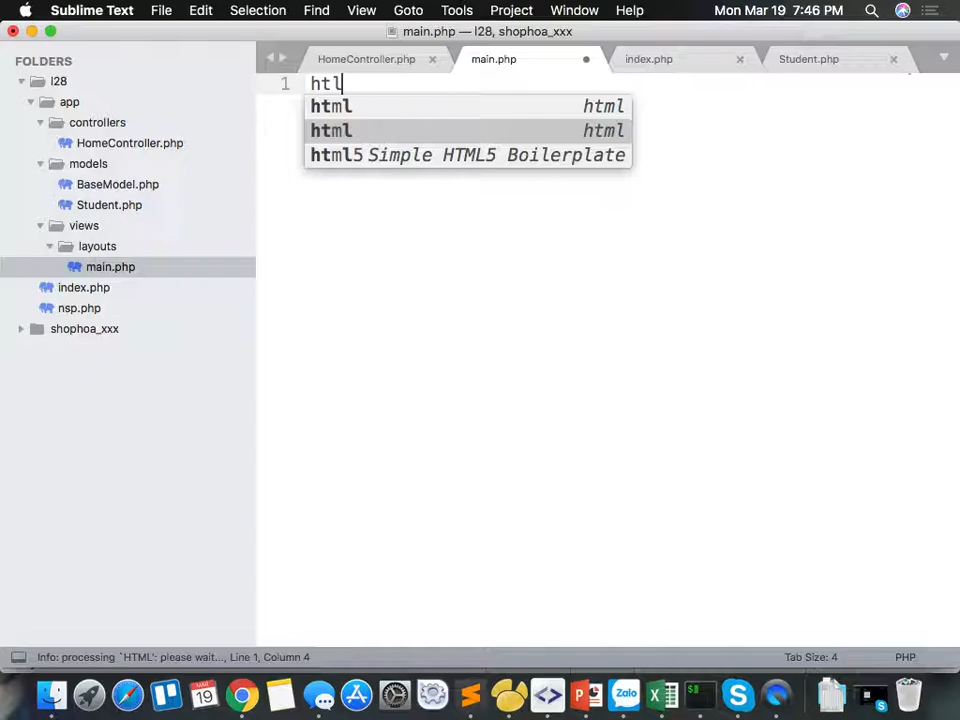 Sublime Text File Edit Selection Find View Goto Tools Project Window Help Mon Mar 19 7:46 PM
main.php — l28, shophoa_xxx
FOLDERS
l28
app
controllers
HomeController.php
models
BaseModel.php
Student.php
views
layouts
main.php
index.php
nsp.php
shophoa_xxx
HomeController.php × main.php index.php × Student.php ×
1 htl
html html
html html
html5 Simple HTML5 Boilerplate
Info: processing `HTML': please wait..., Line 1, Column 4 Tab Size: 4 PHP
19
Zalo